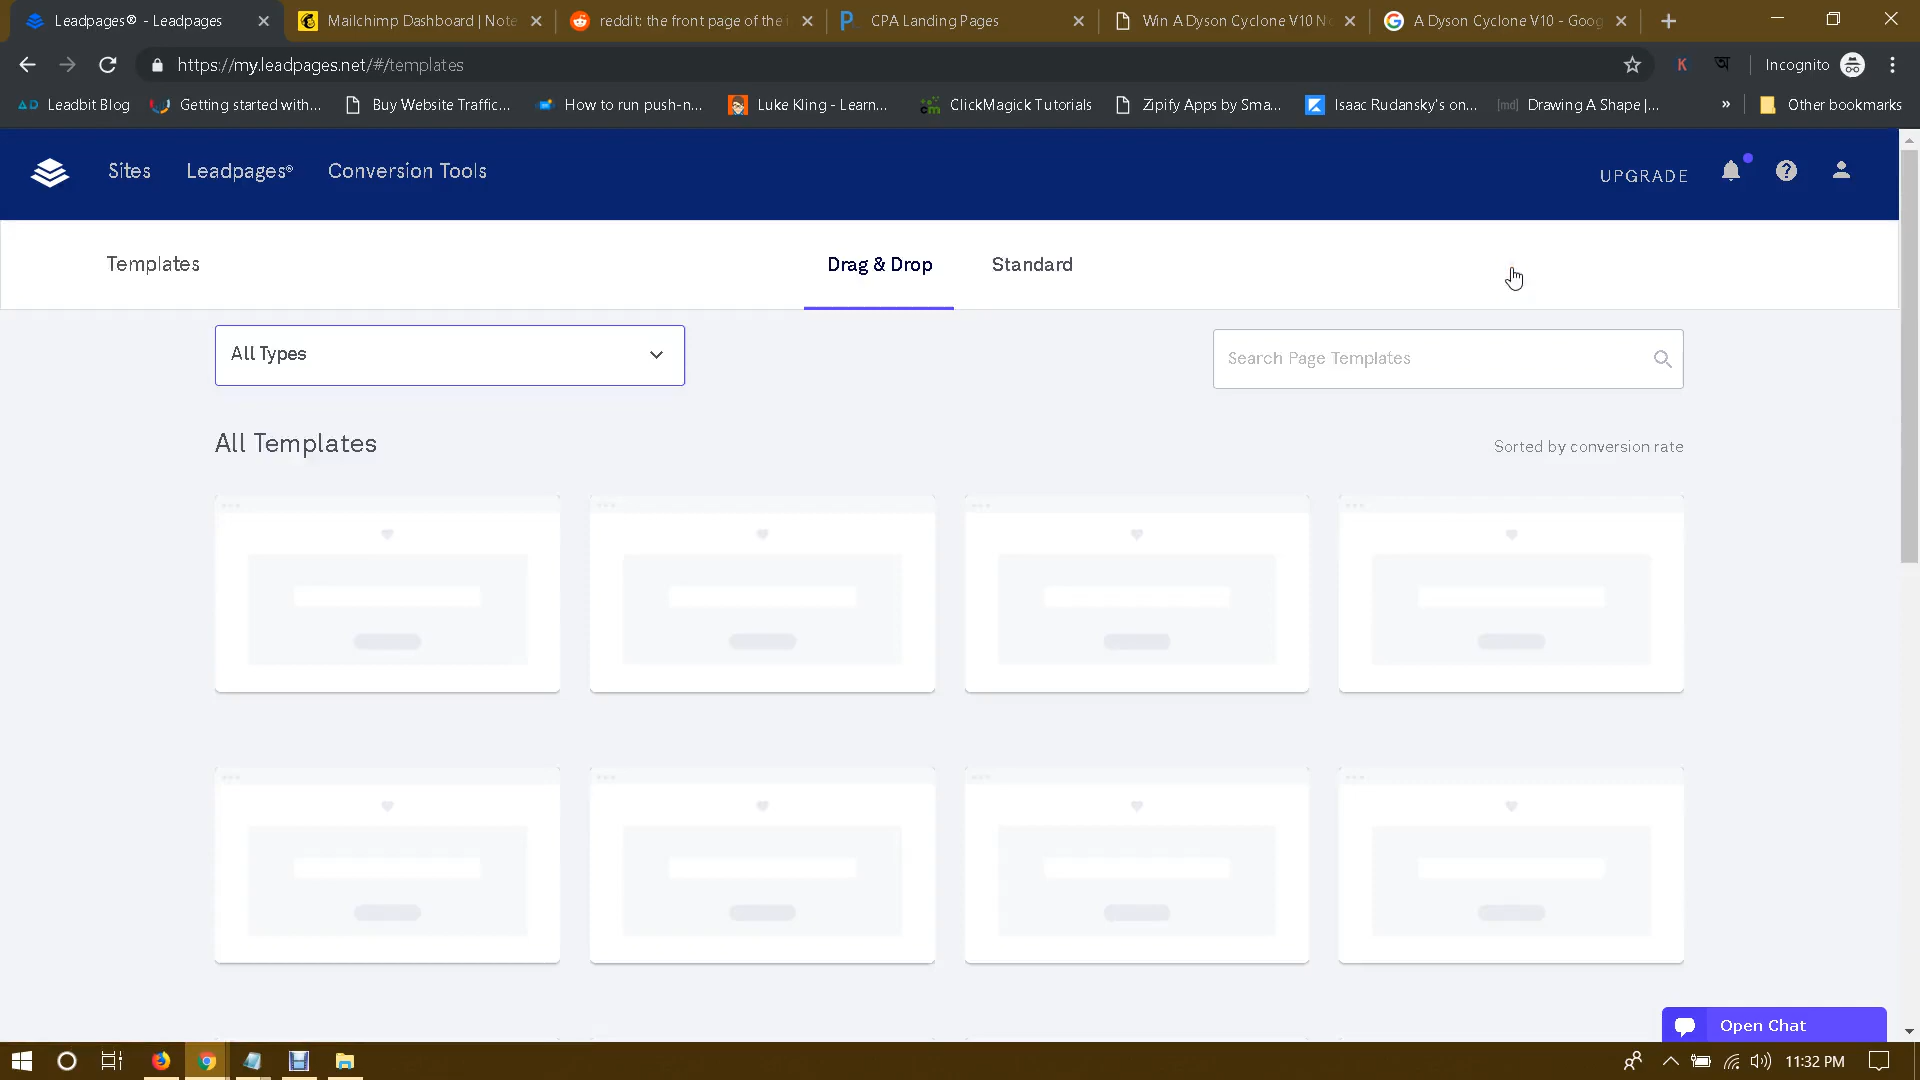 Leadpages® - Leadpages
Mailchimp Dashboard | Note
reddit: the front page of the i
CPA Landing Pages
Win A Dyson Cyclone V10 N
A Dyson Cyclone V10 - Goog
https://my.leadpages.net/#/templates
K
অ
Incognito
Leadbit Blog
Getting started with...
Buy Website Traffic...
How to run push-n...
Luke Kling - Learn...
ClickMagick Tutorials
Zipify Apps by Sma...
Isaac Rudansky's on...
[md]
Drawing A Shape |...
»
Other bookmarks
Sites
Leadpages®
Conversion Tools
UPGRADE
Templates
Drag & Drop
Standard
All Types
Search Page Templates
All Templates
Sorted by conversion rate
Open Chat
11:32 PM